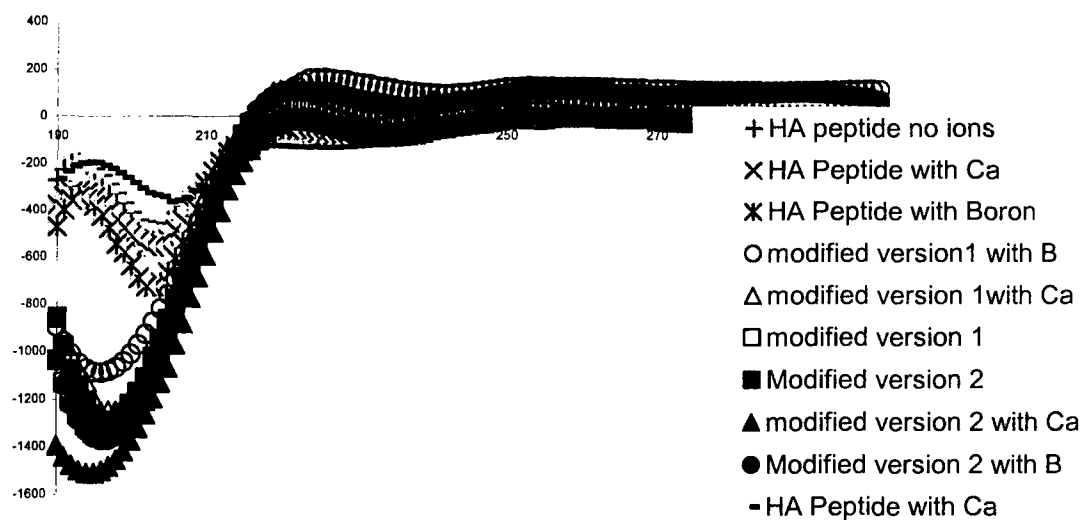 400
200
0
190
210
250
270
-200
-400
-600
-800
-1000
-1200
-1400
-1600
HA peptide no ions
HA Peptide with Ca
HA Peptide with Boron
modified version1 with B
modified version 1with Ca
modified version 1
Modified version 2
modified version 2 with Ca
Modified version 2 with B
HA Peptide with Ca